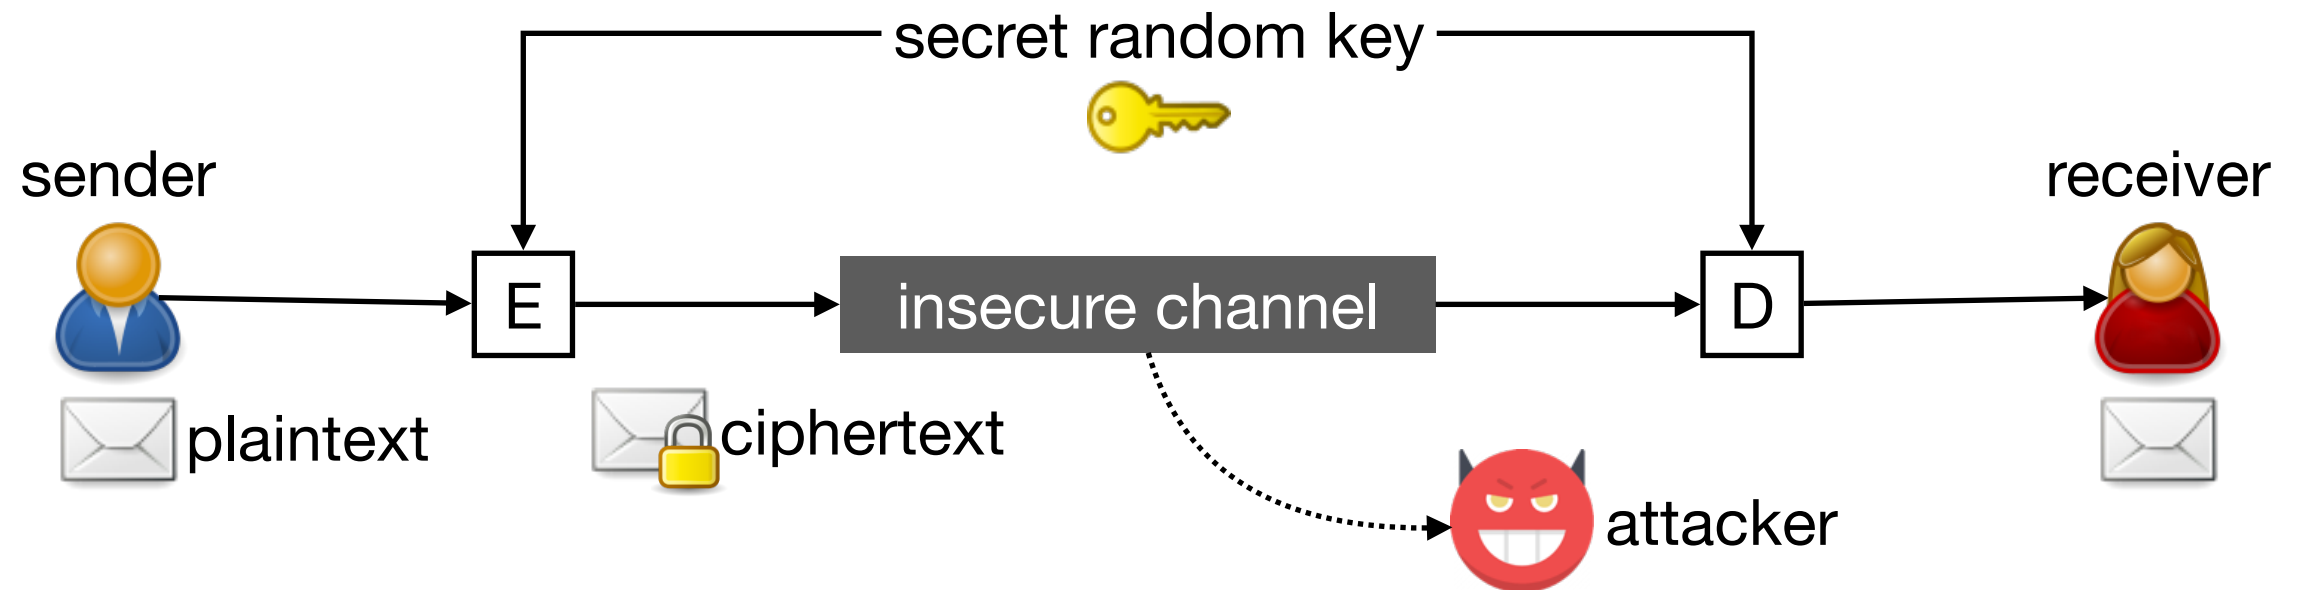 secret random key
sender
receiver
E
insecure channel
D
plaintext
ciphertext
attacker